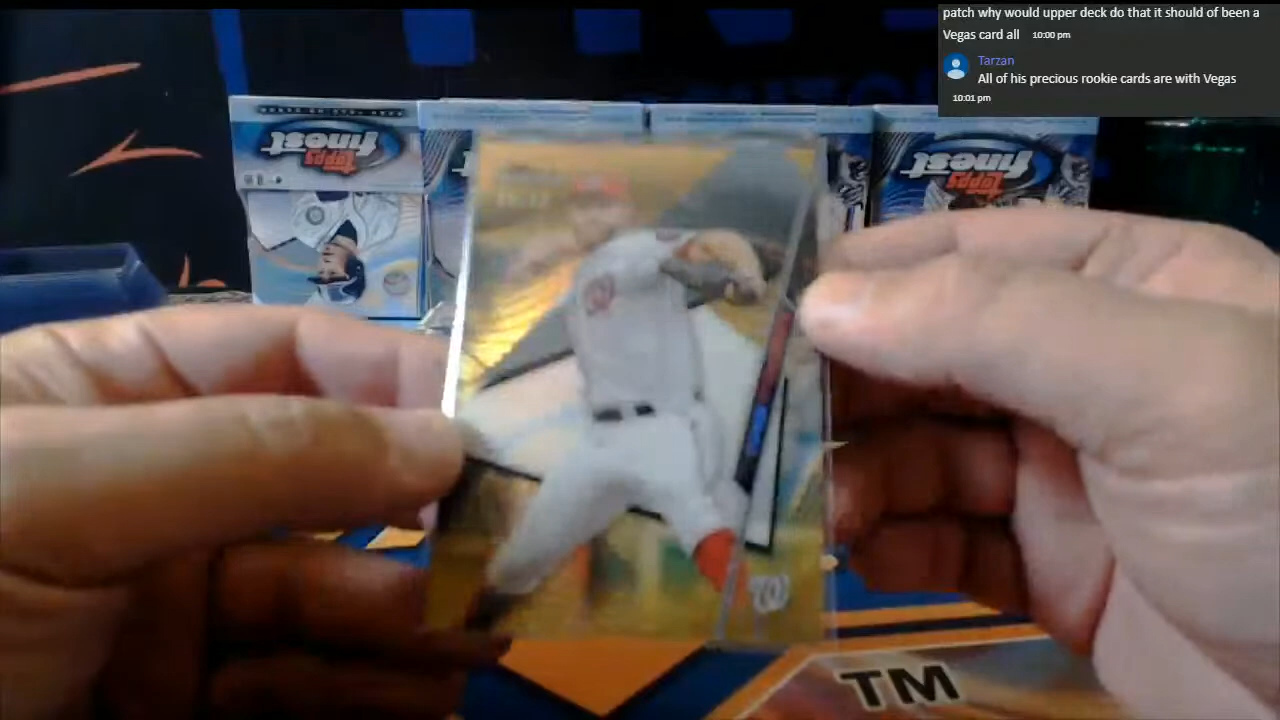 patch why would upper deck do that it should of been a
Vegas card all 10:00 pm
Tarzan
All of his precious rookie cards are with Vegas
10:01 pm
topps
finest
topps
finest
W
W
TM